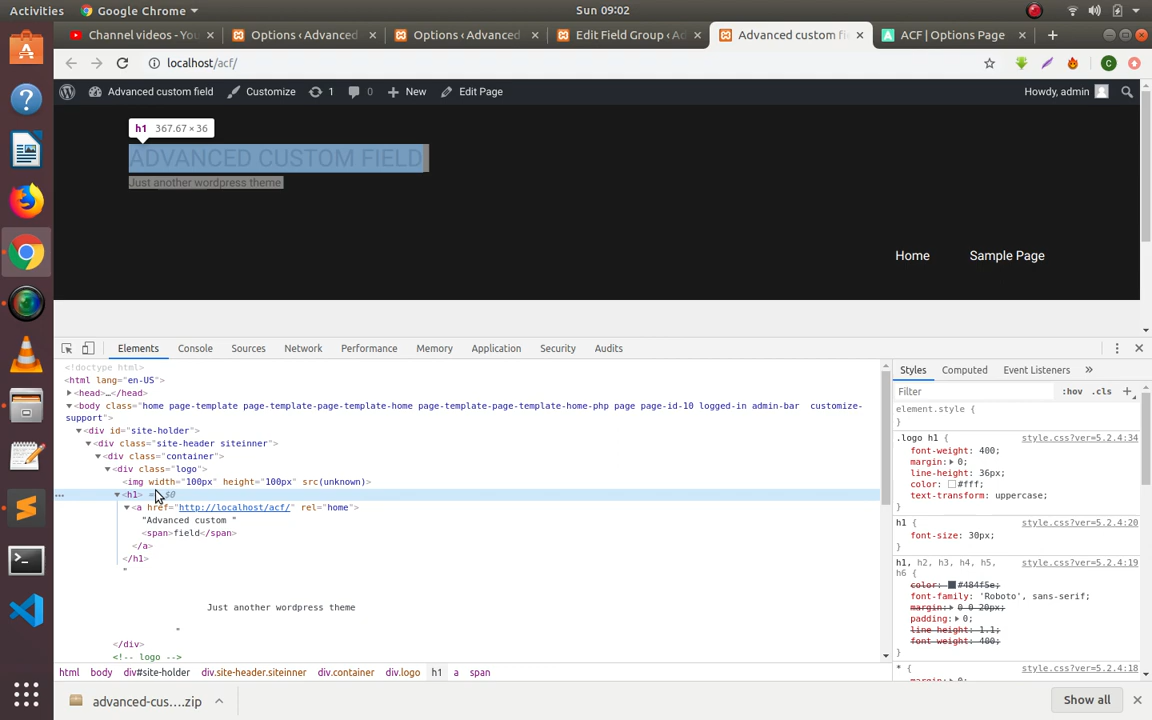 Activities Google Chrome Sun 09:02
Channel videos - You Options ‹ Advanced Options ‹ Advanced Edit Field Group ‹ Ad Advanced custom fi ACF | Options Page
localhost/acf/ C
Advanced custom field Customize 1 0 New Edit Page Howdy, admin
h1 367.67 × 36
ADVANCED CUSTOM FIELD
Just another wordpress theme
Home Sample Page
Elements Console Sources Network Performance Memory Application Security Audits
<!doctype html>
<html lang="en-US">
<head>…</head>
<body class="home page-template page-template-page-template-home page-template-page-template-home-php page page-id-10 logged-in admin-bar customize-
support">
<div id="site-holder">
<div class="site-header siteinner">
<div class="container">
<div class="logo">
<img width="100px" height="100px" src(unknown)>
<h1> == $0
<a href="http://localhost/acf/" rel="home">
"Advanced custom "
<span>field</span>
</a>
</h1>
"
Just another wordpress theme
"
</div>
<!-- logo -->
html body div#site-holder div.site-header.siteinner div.container div.logo h1 a span
Styles Computed Event Listeners »
Filter :hov .cls +
element.style {
}
.logo h1 { style.css?ver=5.2.4:34
font-weight: 400;
margin: 0;
line-height: 36px;
color: #fff;
text-transform: uppercase;
}
h1 { style.css?ver=5.2.4:20
font-size: 30px;
}
h1, h2, h3, h4, h5, style.css?ver=5.2.4:19
h6 {
color: #484f5e;
font-family: 'Roboto', sans-serif;
margin: 0 0 20px;
padding: 0;
line-height: 1.1;
font-weight: 400;
}
* { style.css?ver=5.2.4:18
advanced-cus....zip Show all